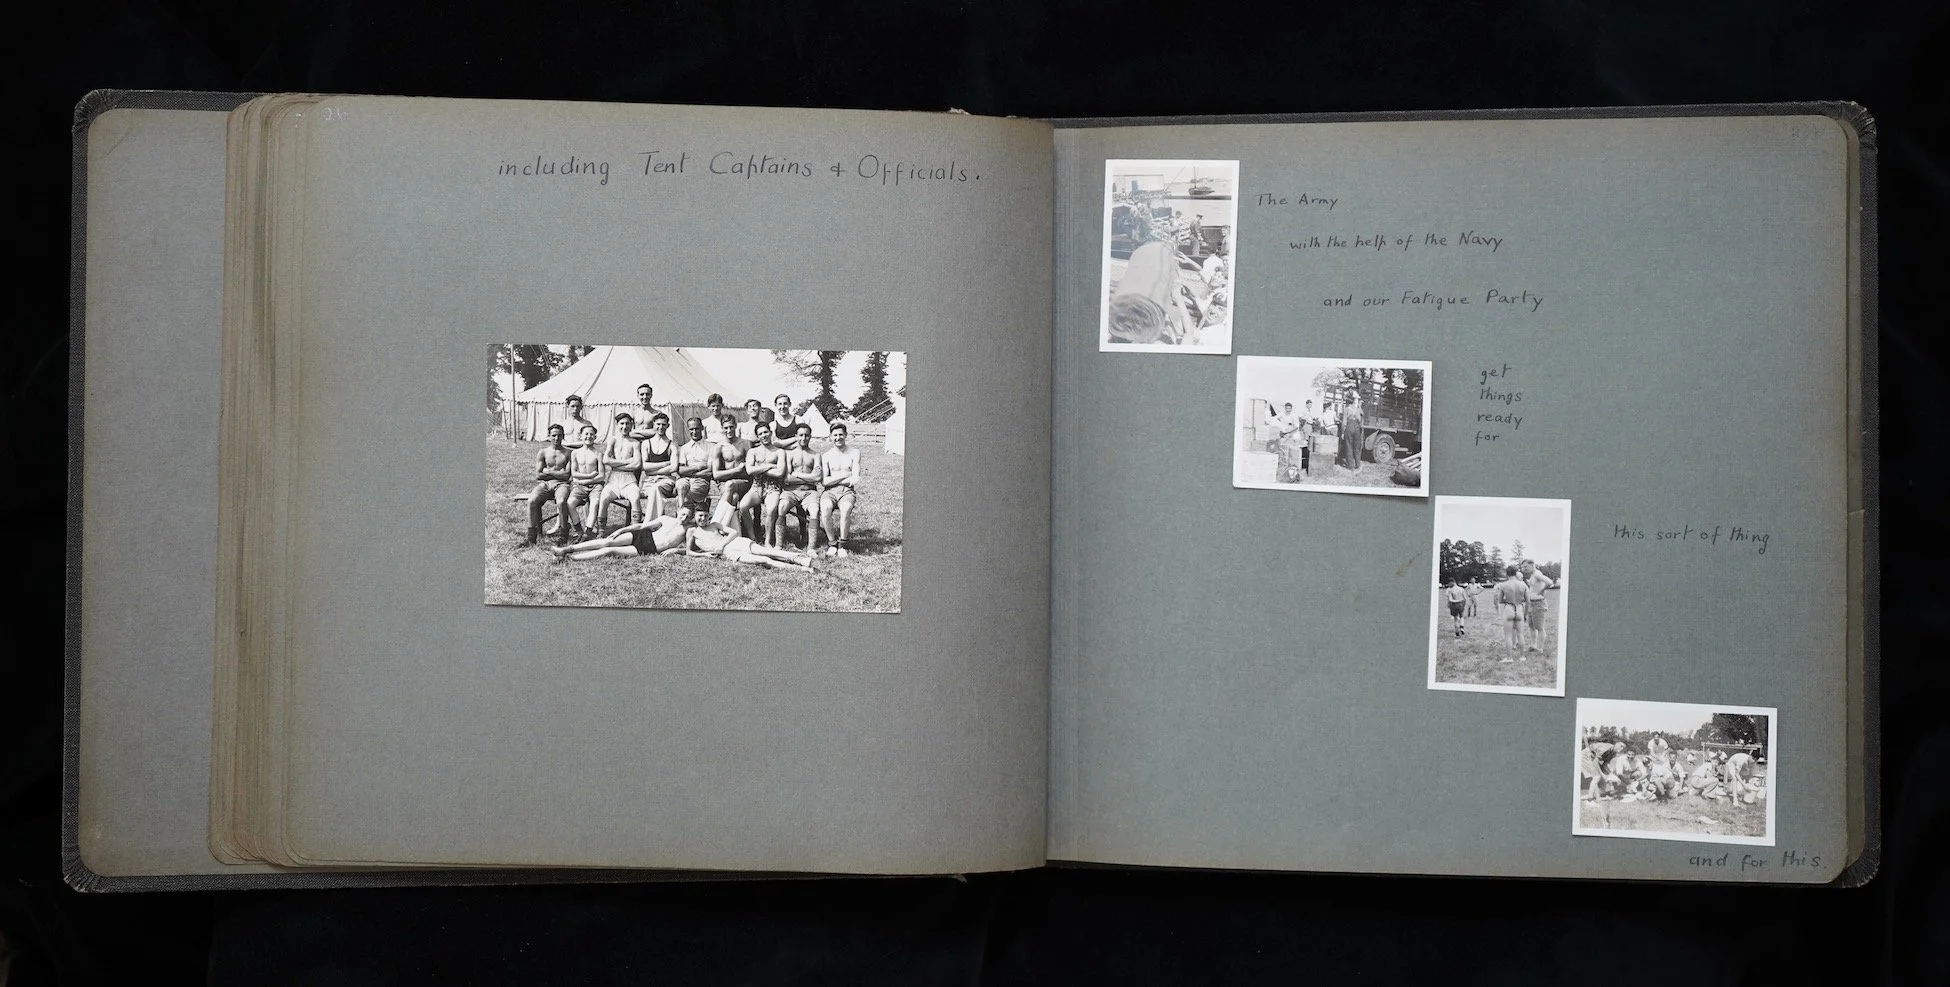 including Tent Captains & Officials.
The Army
with the help of the Navy
and our Fatigue Party
get
things
ready
for
this sort of thing
and for this.